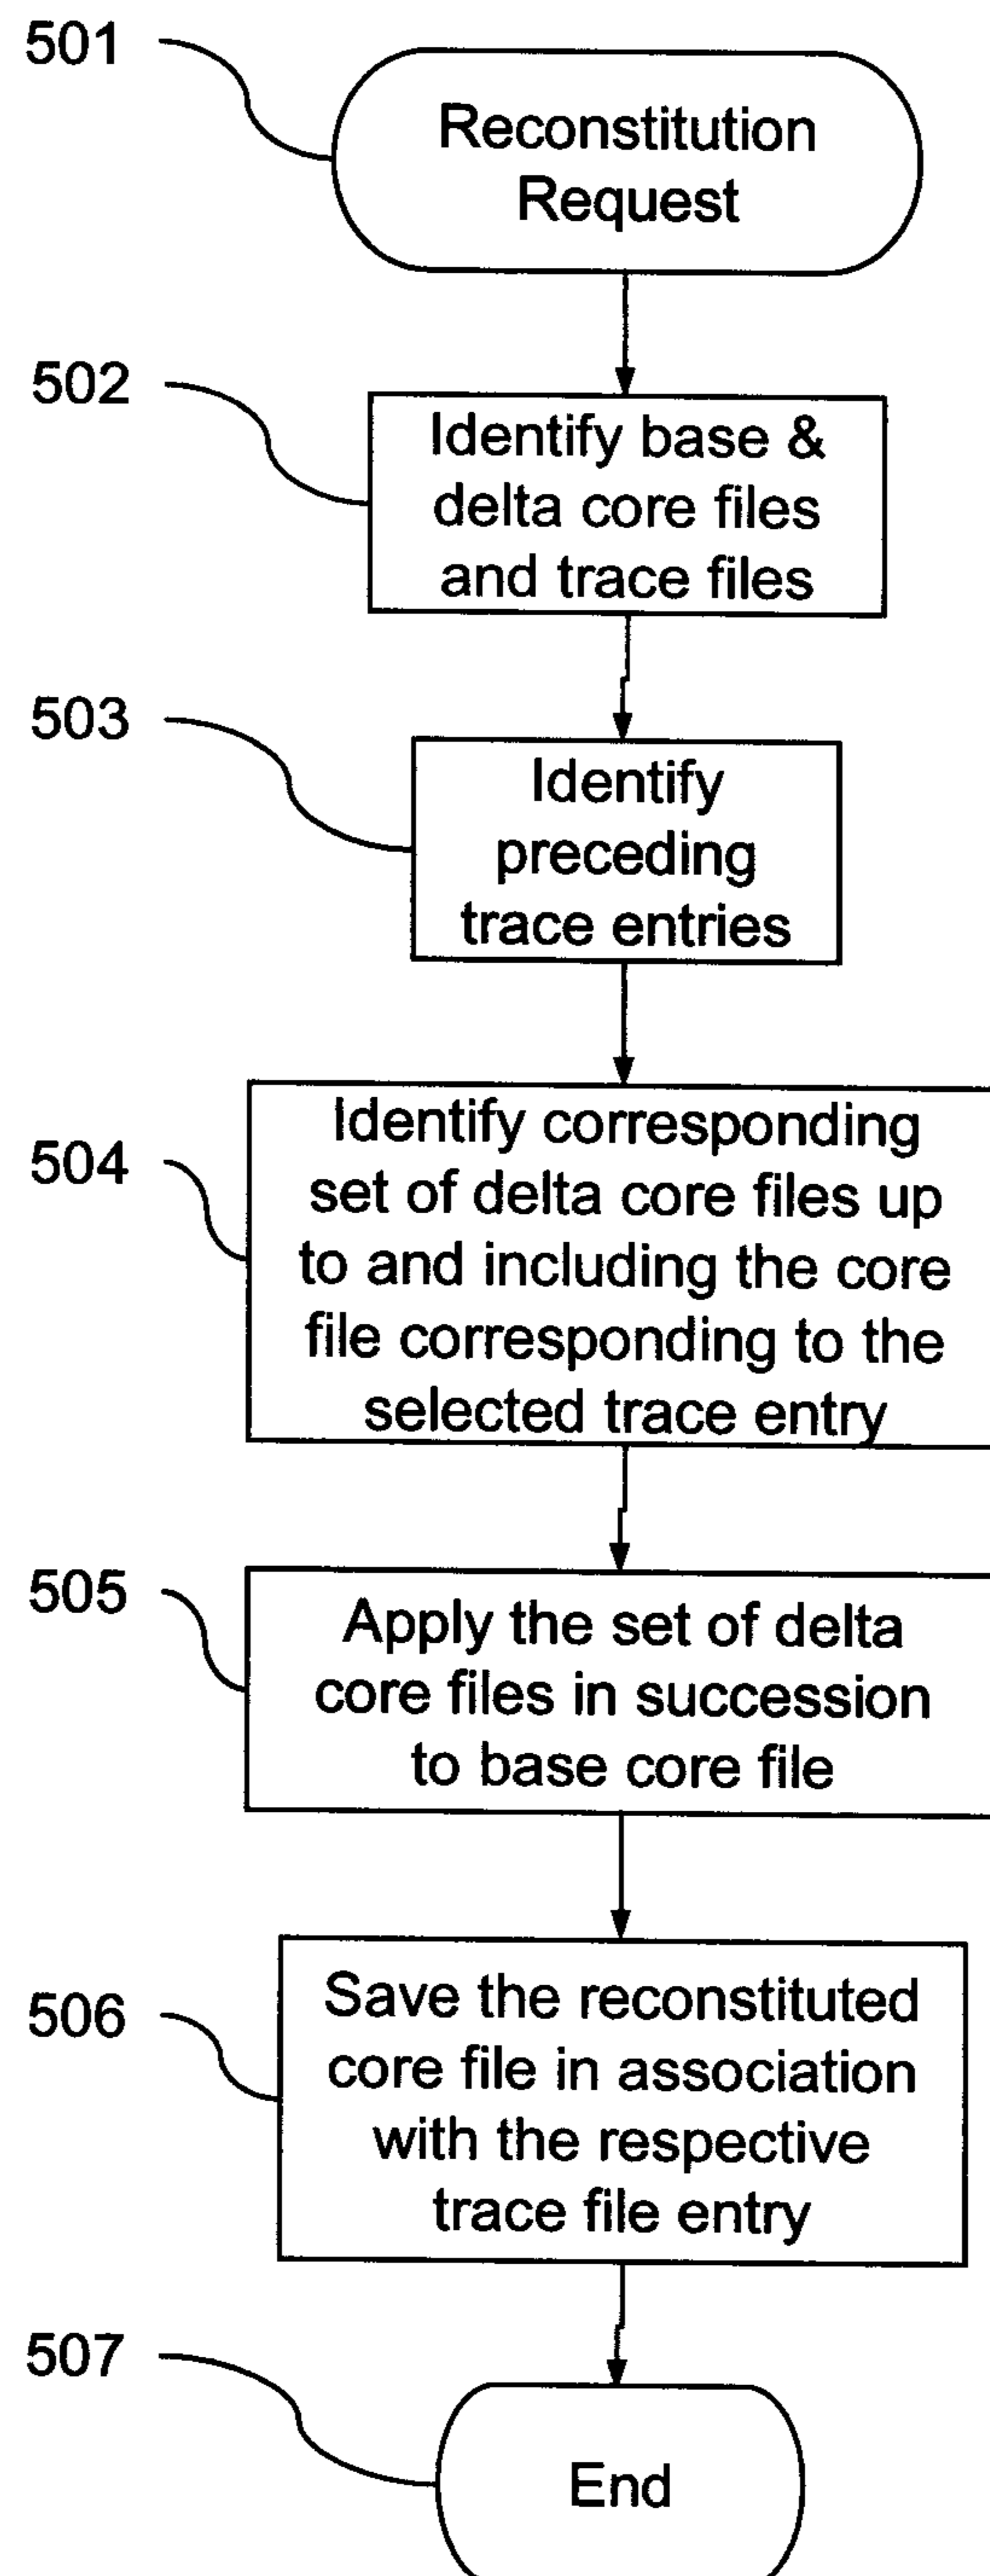 501
Reconstitution
Request
502
Identify base &
delta core files
and trace files
503
Identify
preceding
trace entries
504
Identify corresponding
set of delta core files up
to and including the core
file corresponding to the
selected trace entry
505
Apply the set of delta
core files in succession
to base core file
506
Save the reconstituted
core file in association
with the respective
trace file entry
507
End